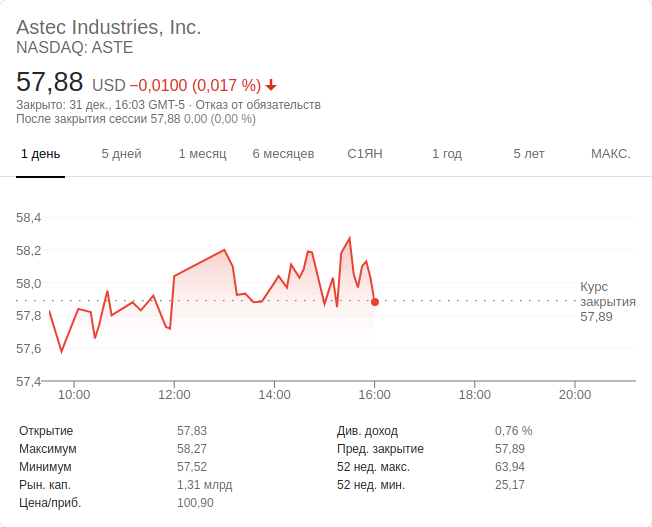 Astec Industries, Inc.
NASDAQ: ASTE
57,88 USD −0,0100 (0,017 %)
Закрыто: 31 дек., 16:03 GMT-5 · Отказ от обязательств
После закрытия сессии 57,88 0,00 (0,00 %)
1 день 5 дней 1 месяц 6 месяцев С1ЯН 1 год 5 лет МАКС.
58,4
58,2
58,0
57,8
57,6
57,4
Курс
закрытия
57,89
10:00 12:00 14:00 16:00 18:00 20:00
Открытие 57,83 Див. доход 0,76 %
Максимум 58,27 Пред. закрытие 57,89
Минимум 57,52 52 нед. макс. 63,94
Рын. кап. 1,31 млрд 52 нед. мин. 25,17
Цена/приб. 100,90